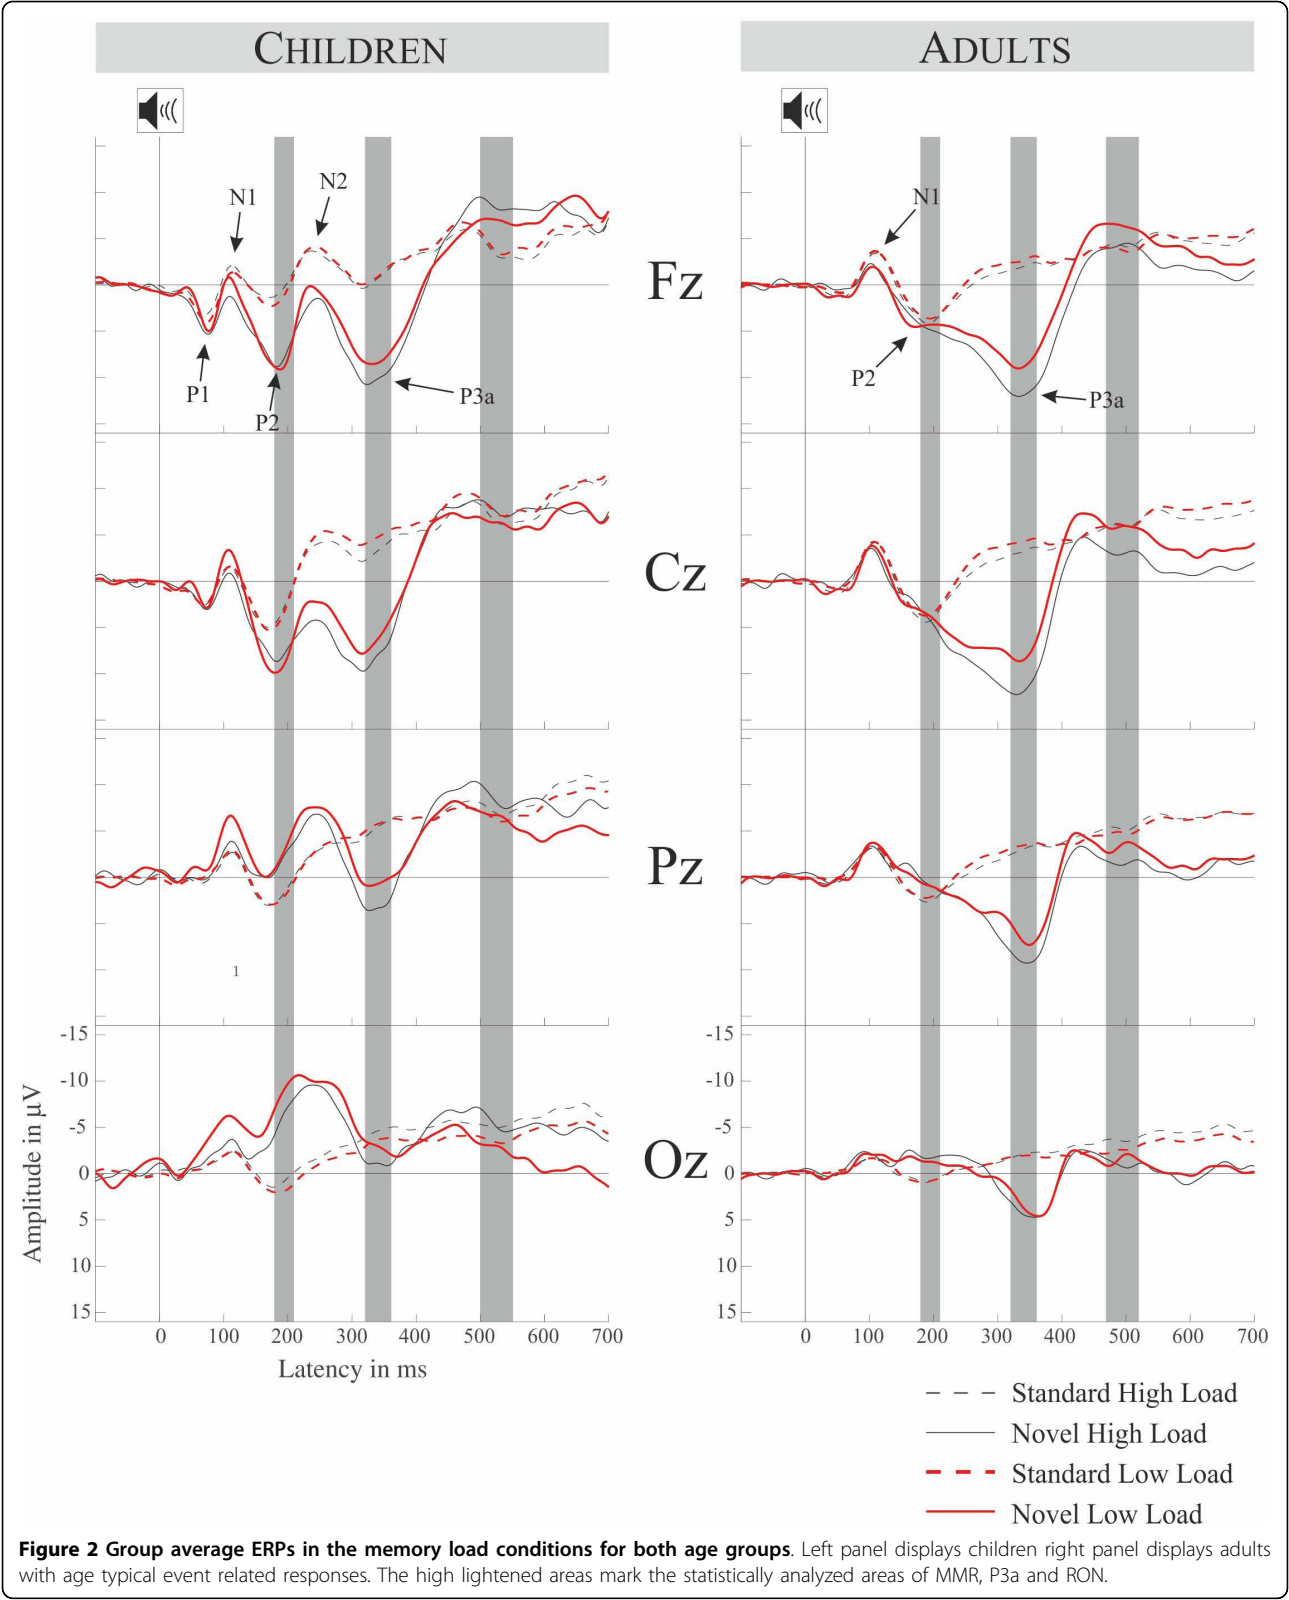 CHILDREN
ADULTS
N1
N2
P1
P2
P3a
N1
P2
P3a
Fz
Cz
Pz
1
Oz
Amplitude in µV
-15
-10
-5
0
5
10
15
-15
-10
-5
0
5
10
15
0 100 200 300 400 500 600 700
0 100 200 300 400 500 600 700
Latency in ms
Standard High Load
Novel High Load
Standard Low Load
Novel Low Load
Figure 2 Group average ERPs in the memory load conditions for both age groups. Left panel displays children right panel displays adults
with age typical event related responses. The high lightened areas mark the statistically analyzed areas of MMR, P3a and RON.